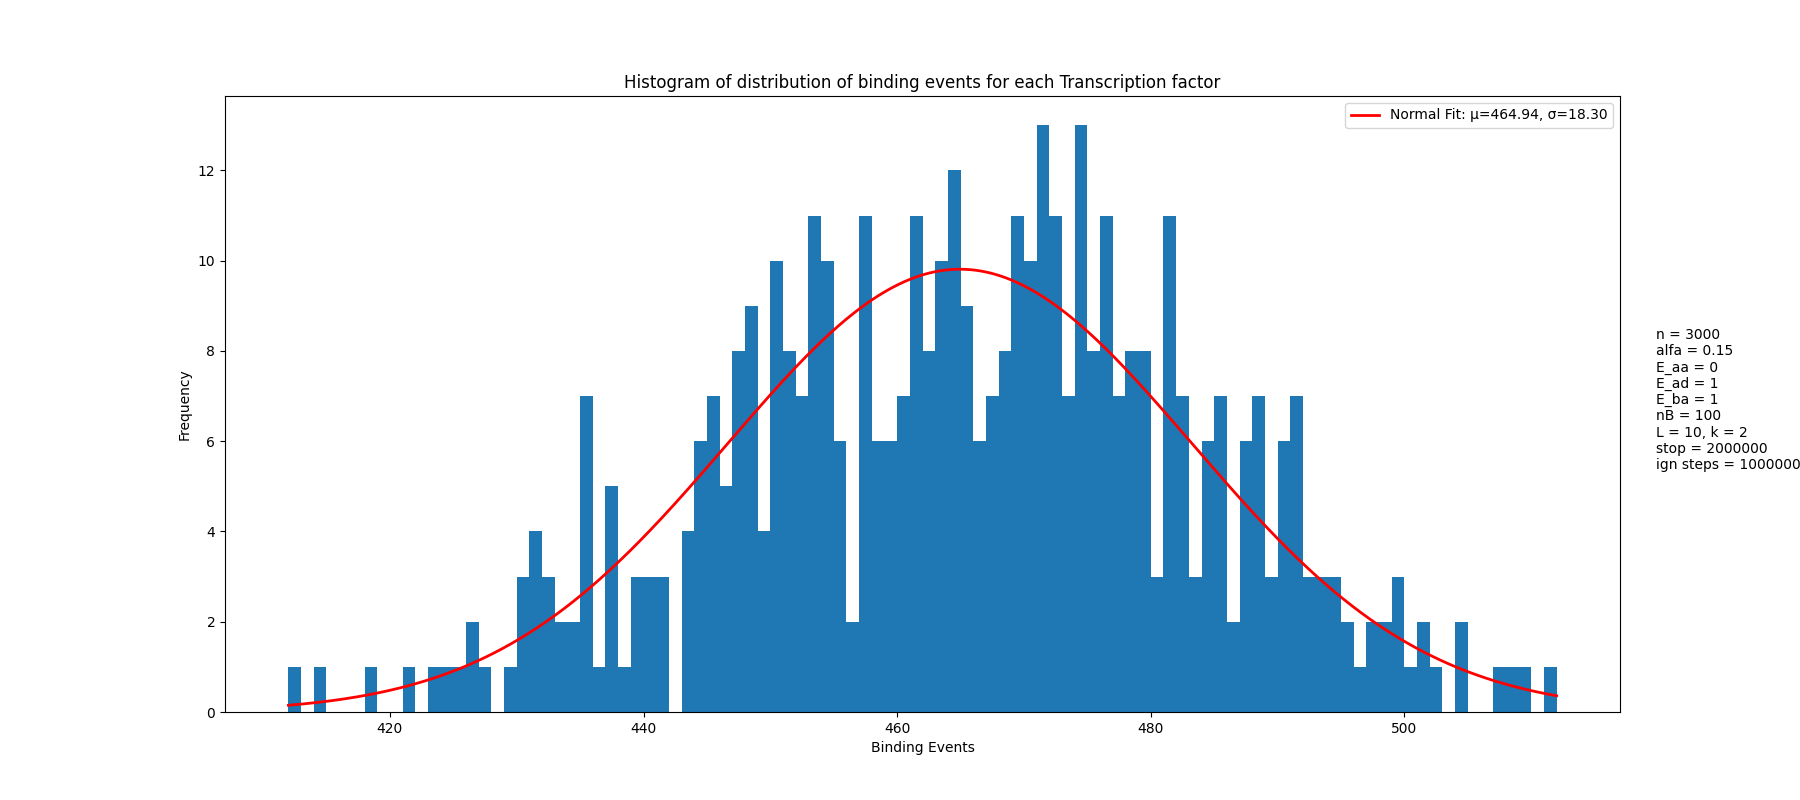 Histogram of distribution of binding events for each Transcription factor
Normal Fit: μ=464.94, σ=18.30
12
10
8
6
4
2
0
Frequency
420
440
460
480
500
Binding Events
n = 3000
alfa = 0.15
E_aa = 0
E_ad = 1
E_ba = 1
nB = 100
L = 10, k = 2
stop = 2000000
ign steps = 1000000